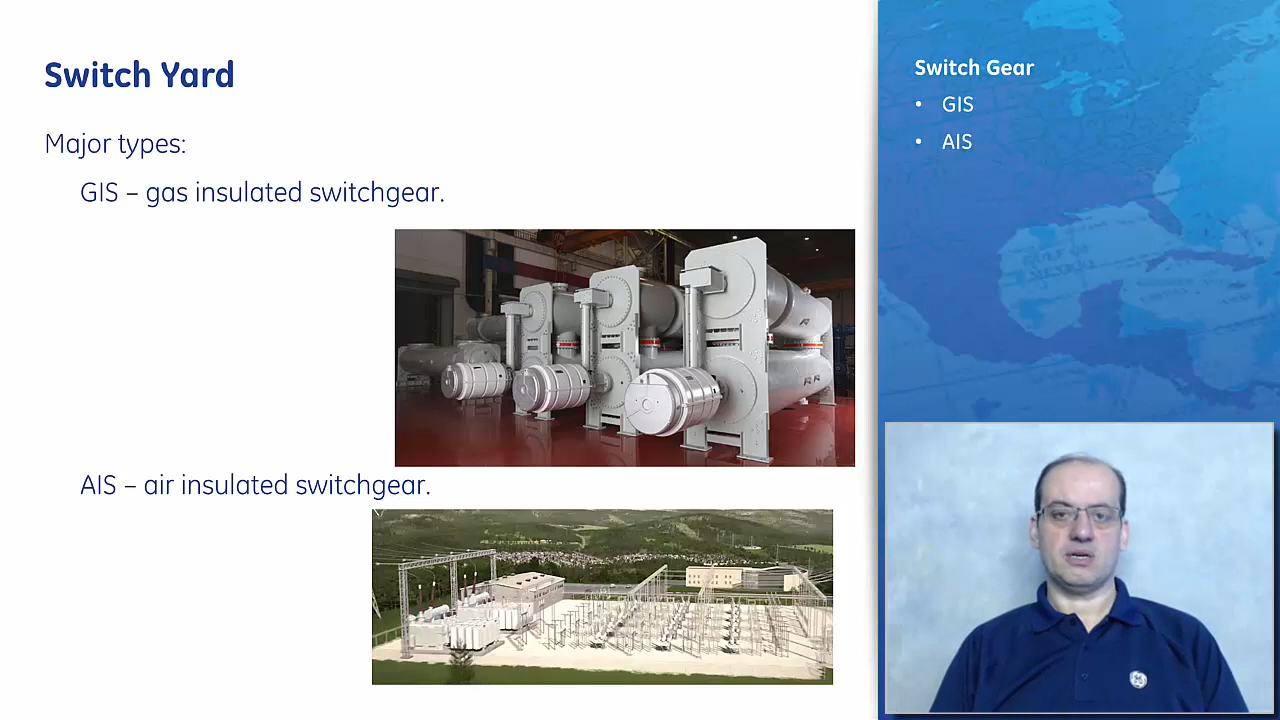 Switch Yard
Major types:
GIS – gas insulated switchgear.
AIS – air insulated switchgear.
Switch Gear
• GIS
• AIS